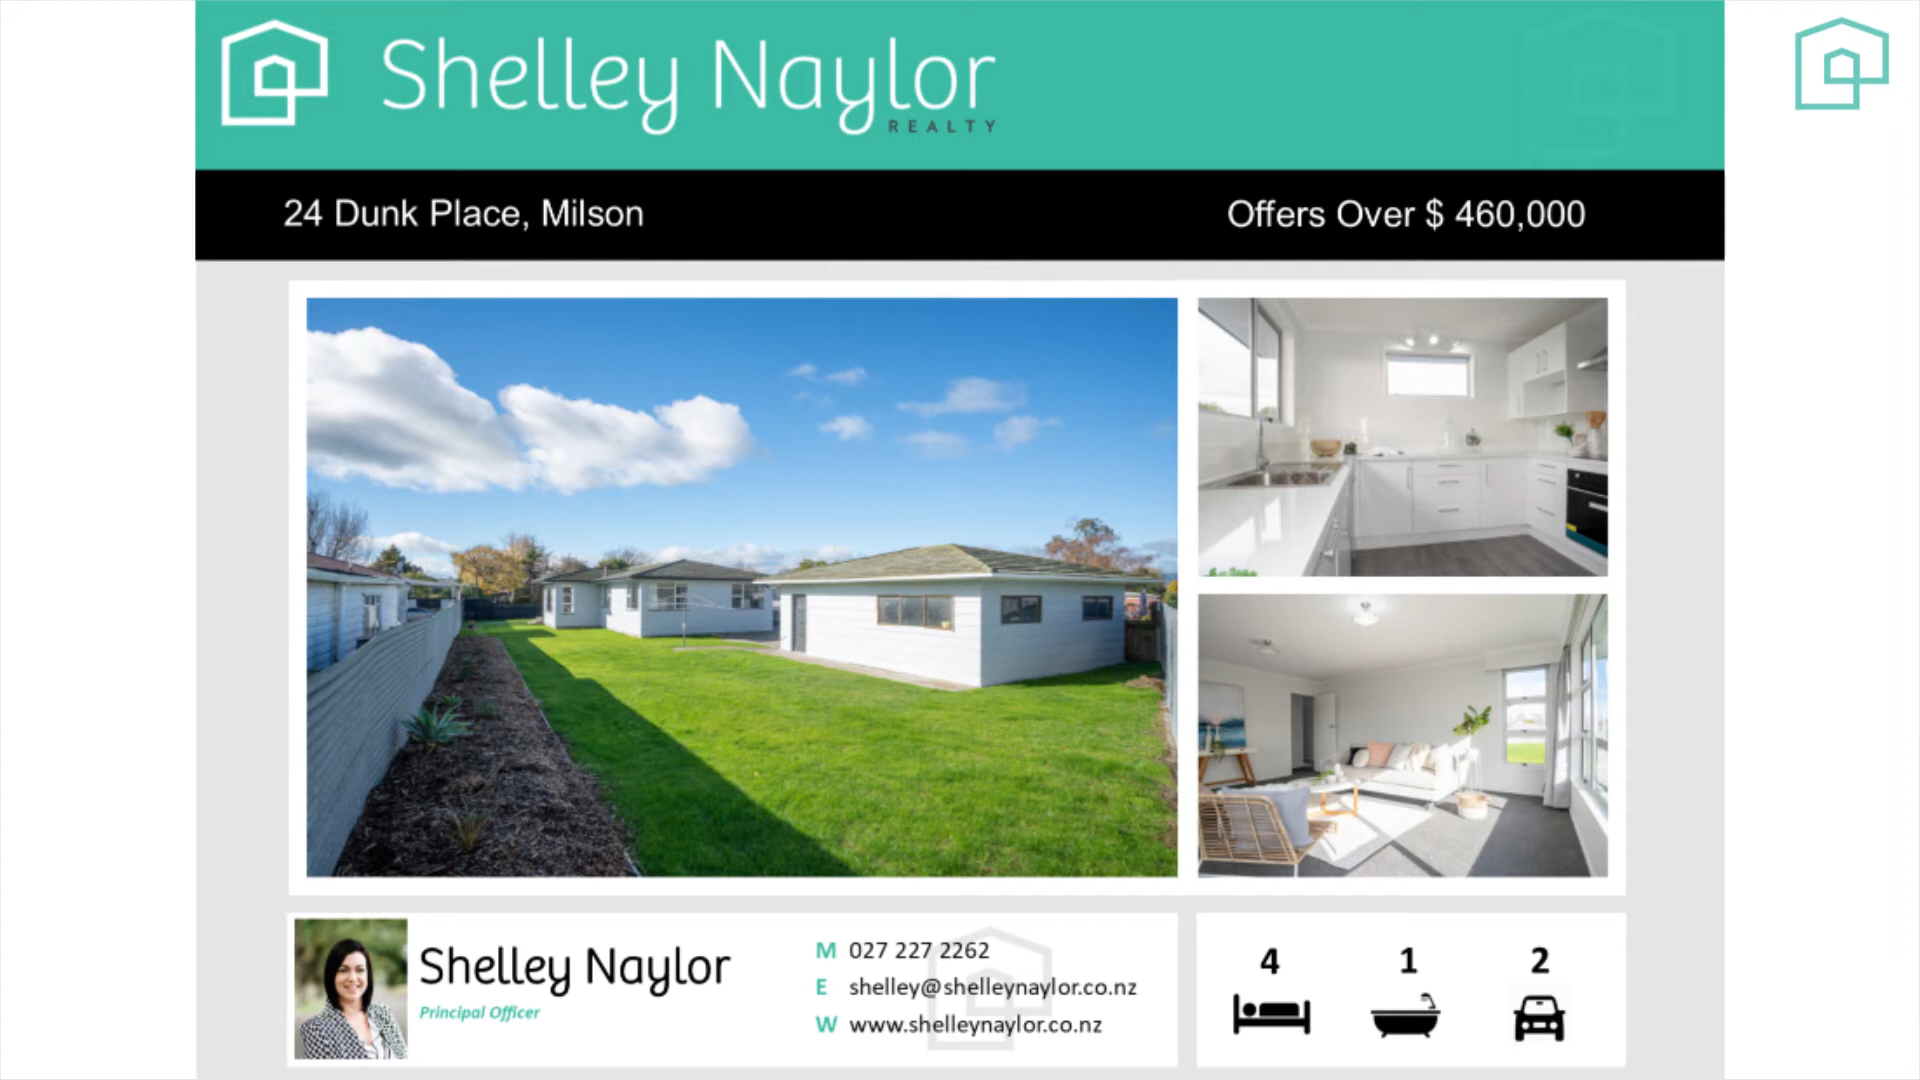 Shelley Naylor
REALTY
24 Dunk Place, Milson
Offers Over $ 460,000
Shelley Naylor
Principal Officer
M 027 227 2262
E shelley@shelleynaylor.co.nz
W www.shelleynaylor.co.nz
4 1 2